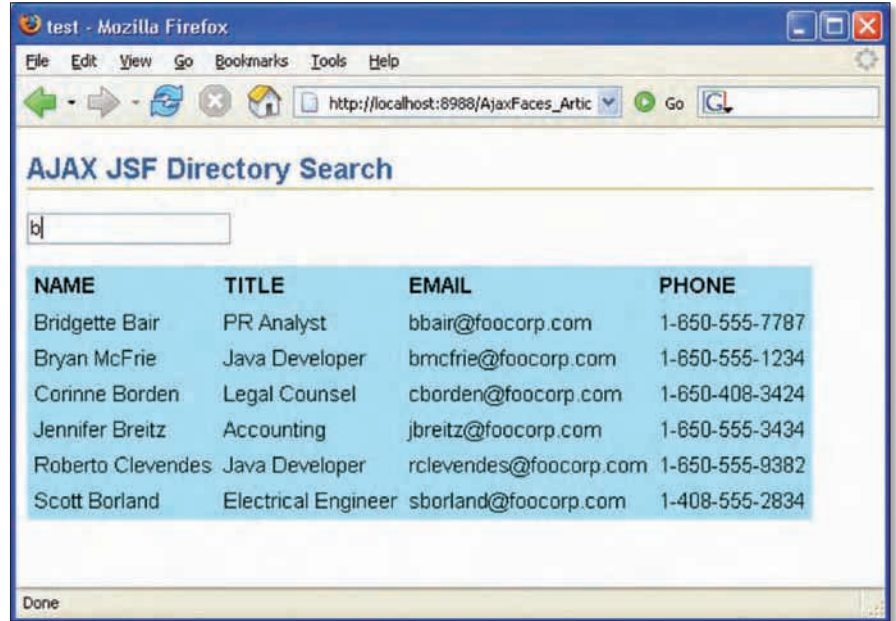 test - Mozilla Firefox
File Edit View Go Bookmarks Tools Help
http://localhost:8988/AjaxFaces_Artic Go G
AJAX JSF Directory Search
b
NAME TITLE EMAIL PHONE
Bridgette Bair PR Analyst bbair@foocorp.com 1-650-555-7787
Bryan McFrie Java Developer bmcfrie@foocorp.com 1-650-555-1234
Corinne Borden Legal Counsel cborden@foocorp.com 1-650-408-3424
Jennifer Breitz Accounting jbreitz@foocorp.com 1-650-555-3434
Roberto Clevendes Java Developer rclevendes@foocorp.com 1-650-555-9382
Scott Borland Electrical Engineer sborland@foocorp.com 1-408-555-2834
Done